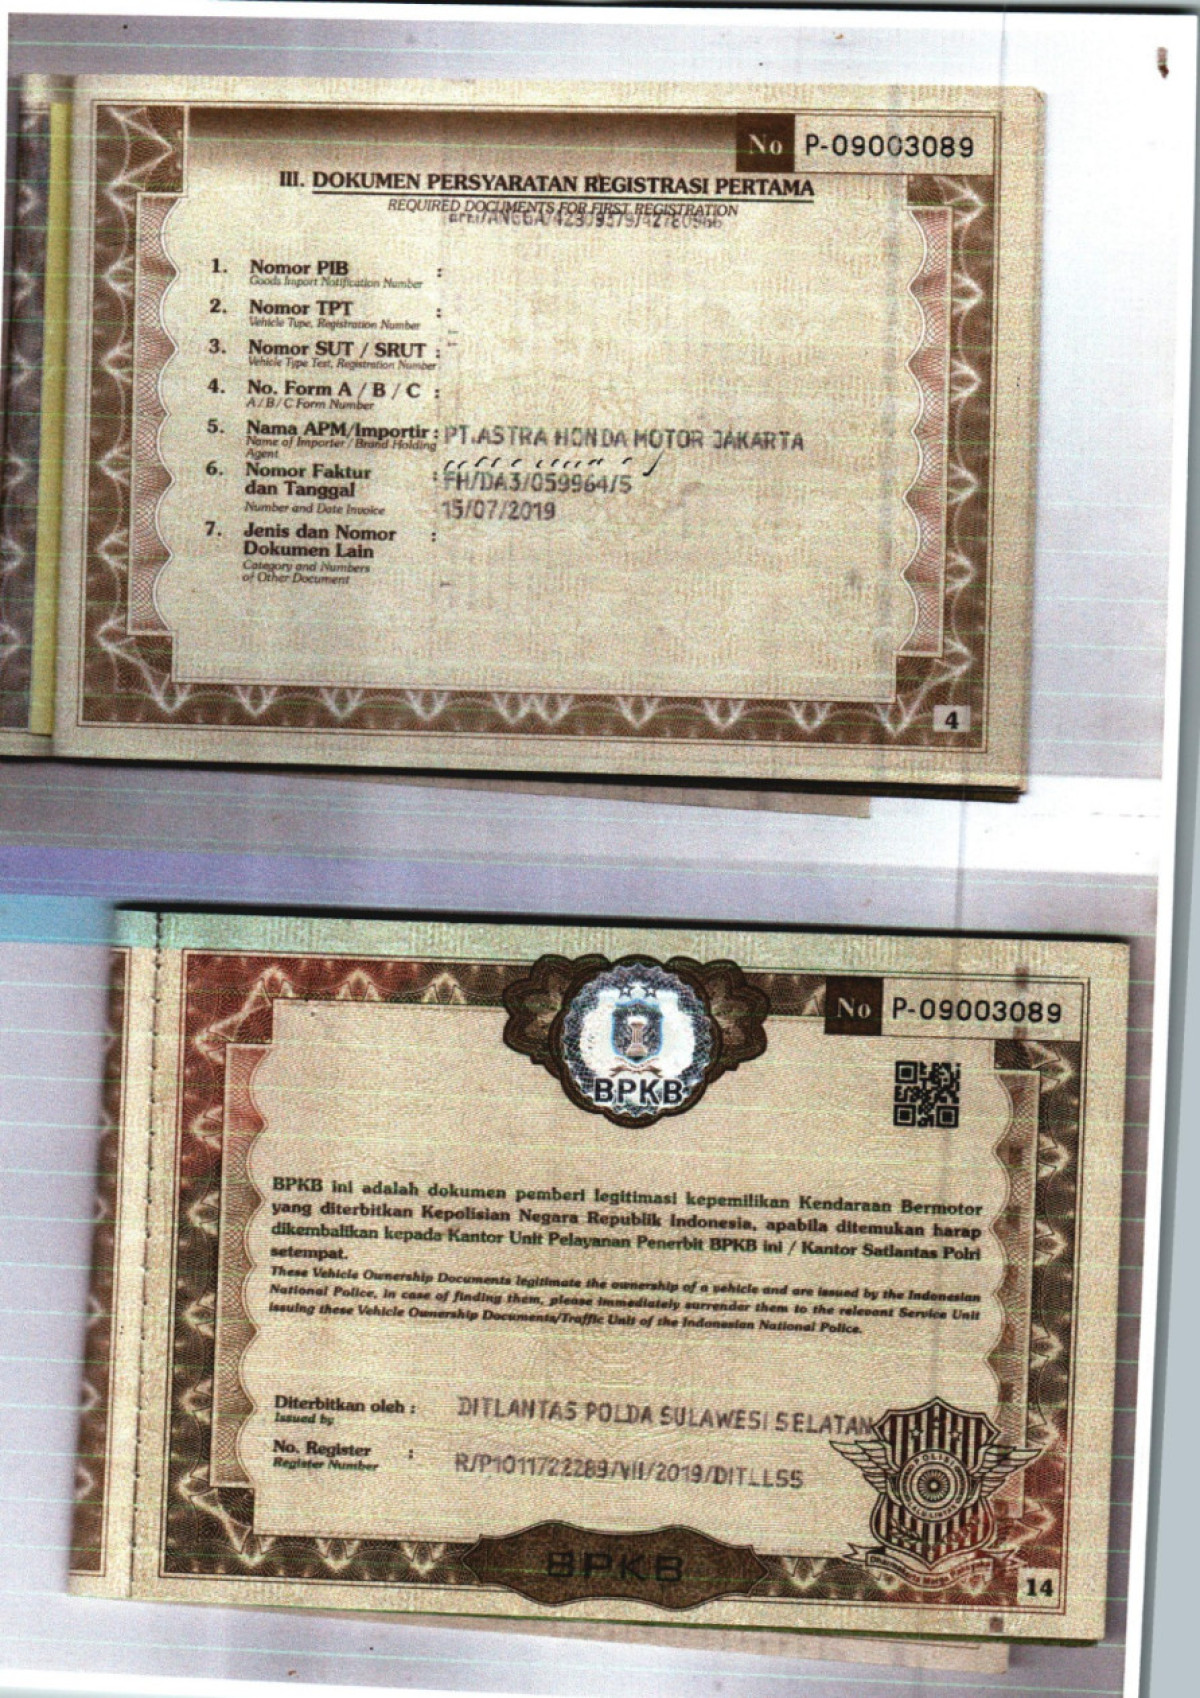 No P-09003089
III. DOKUMEN PERSYARATAN REGISTRASI PERTAMA
REQUIRED DOCUMENTS FOR FIRST REGISTRATION
1. Nomor PIB :
Goods Import Notification Number
2. Nomor TPT :
Vehicle Type, Registration Number
3. Nomor SUT / SRUT :
Vehicle Type Test, Registration Number
4. No. Form A / B / C :
A / B / C Form Number
5. Nama APM/Importir : PT.ASTRA HONDA MOTOR JAKARTA
Name of Importer / Brand Holding
Agent
6. Nomor Faktur : FH/DA3/059964/S
dan Tanggal
Number and Date Invoice 15/07/2019
7. Jenis dan Nomor :
Dokumen Lain
Category and Numbers
of Other Document
4
No P-09003089
BPKB
BPKB ini adalah dokumen pemberi legitimasi kepemilikan Kendaraan Bermotor
yang diterbitkan Kepolisian Negara Republik Indonesia, apabila ditemukan harap
dikembalikan kepada Kantor Unit Pelayanan Penerbit BPKB ini / Kantor Satlantas Polri
setempat.
These Vehicle Ownership Documents legitimate the ownership of a vehicle and are issued by the Indonesian
National Police, in case of finding them, please immediately surrender them to the relevant Service Unit
issuing these Vehicle Ownership Documents/Traffic Unit of the Indonesian National Police.
Diterbitkan oleh : DITLANTAS POLDA SULAWESI SELATAN
Issued by
No. Register : R/P1011722289/VII/2019/DITLLSS
Register Number
POLISI
LALU LINTAS
BPKB
14